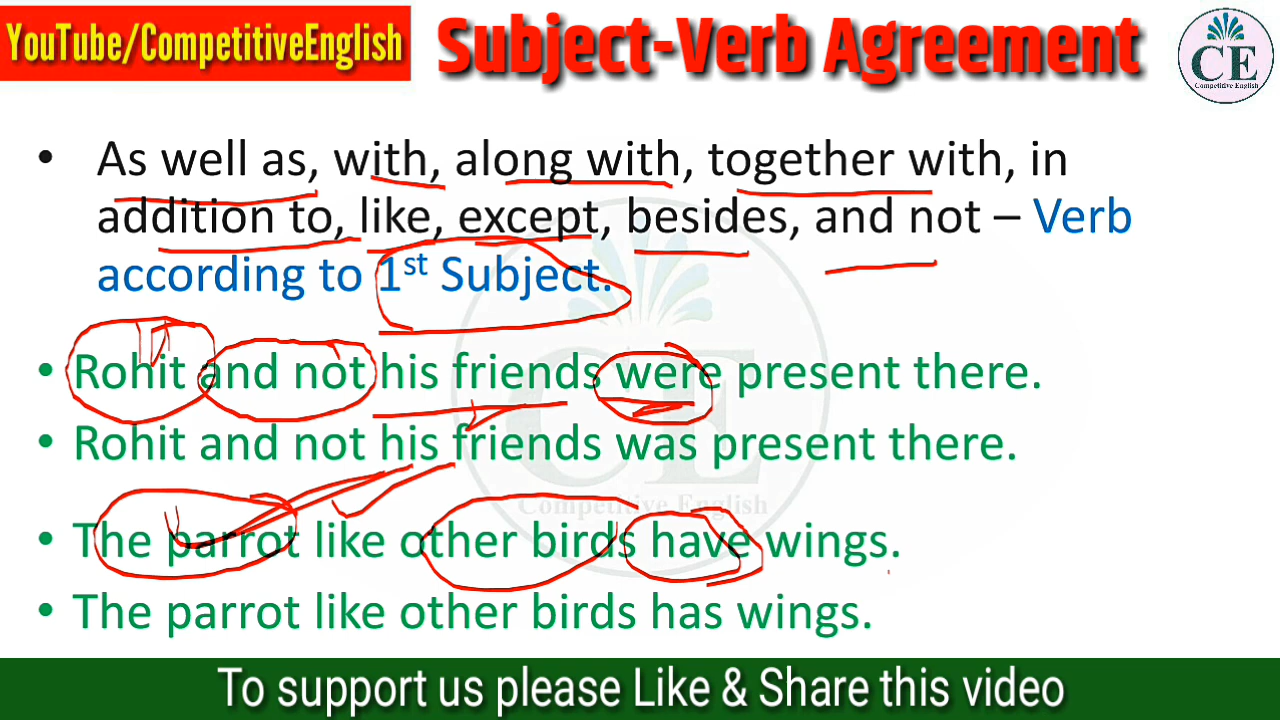 YouTube/CompetitiveEnglish
Subject-Verb Agreement
CE
Competitive English
• As well as, with, along with, together with, in
addition to, like, except, besides, and not – Verb
according to 1st Subject.
• Rohit and not his friends were present there.
• Rohit and not his friends was present there.
Competitive English
• The parrot like other birds have wings.
• The parrot like other birds has wings.
CE
To support us please Like & Share this video